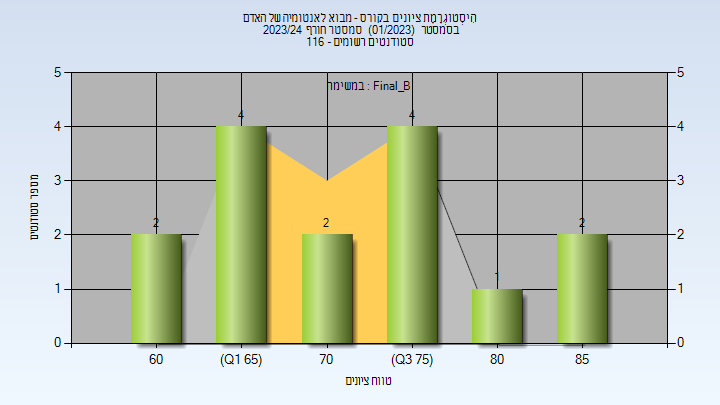 היסטוגרמת ציונים בקורס - מבוא לאנטומיה של האדם
בסמסטר (01/2023) סמסטר חורף 2023/24
סטודנטים רשומים - 116
במשימה : Final_B
5
4
3
2
1
0
5
4
3
2
1
0
מספר סטודנטים
2
4
2
4
1
2
60
(Q1 65)
70
(Q3 75)
80
85
טווח ציונים